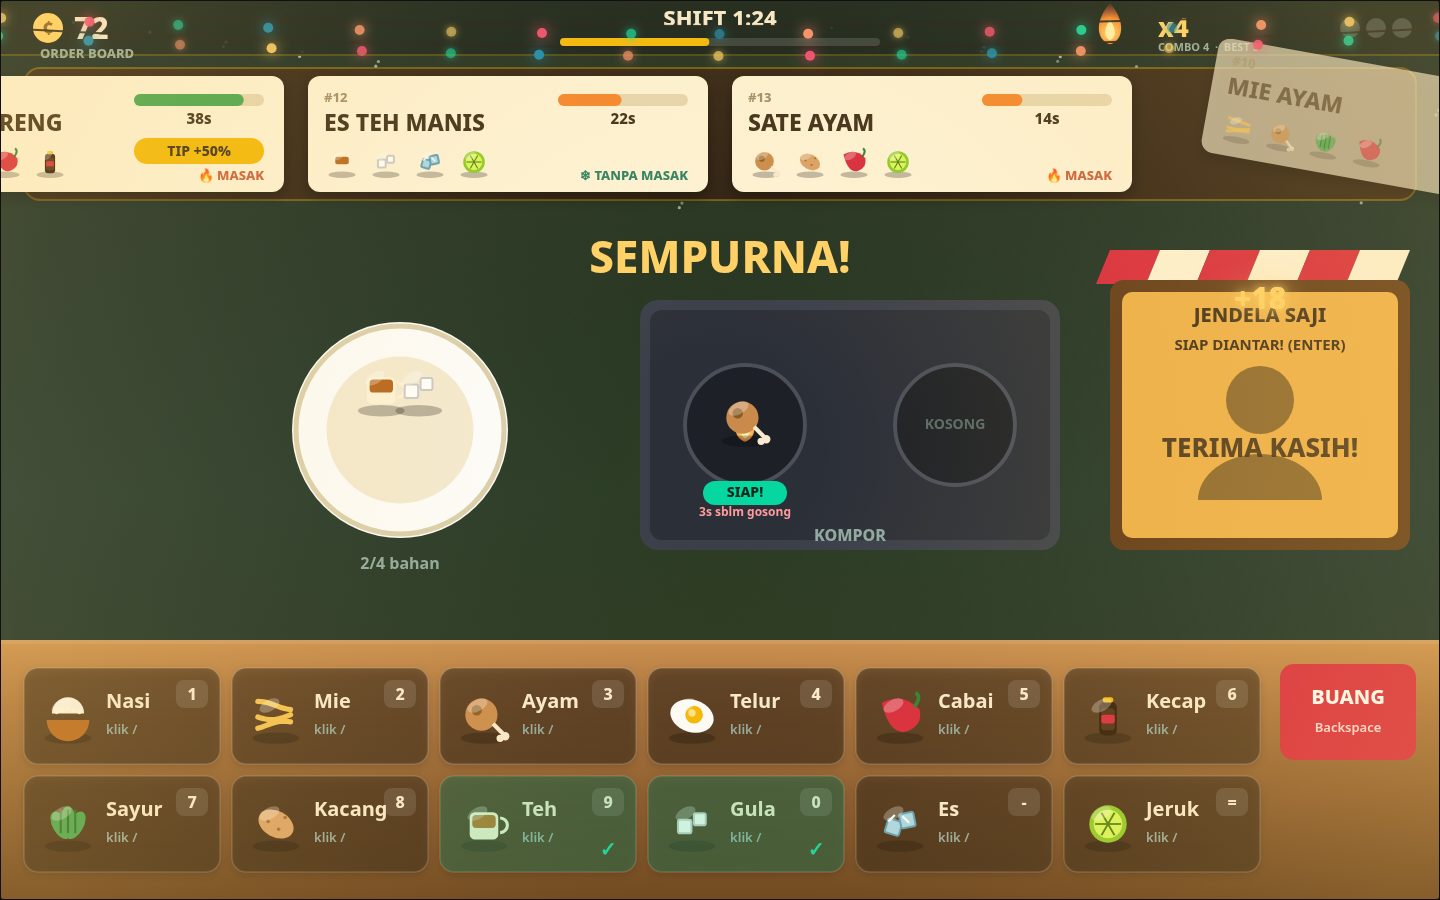 72
ORDER BOARD
SHIFT 1:24
x4
COMBO 4 · BEST
RENG
38s
TIP +50%
🔥 MASAK
#12
ES TEH MANIS
22s
❄ TANPA MASAK
#13
SATE AYAM
14s
🔥 MASAK
#10
MIE AYAM
SEMPURNA!
2/4 bahan
KOSONG
SIAP!
3s sblm gosong
KOMPOR
+18
JENDELA SAJI
SIAP DIANTAR! (ENTER)
TERIMA KASIH!
Nasi 1
klik /
Mie 2
klik /
Ayam 3
klik /
Telur 4
klik /
Cabai 5
klik /
Kecap 6
klik /
BUANG
Backspace
Sayur 7
klik /
Kacang 8
klik /
Teh 9
klik /
✓
Gula 0
klik /
✓
Es -
klik /
Jeruk =
klik /